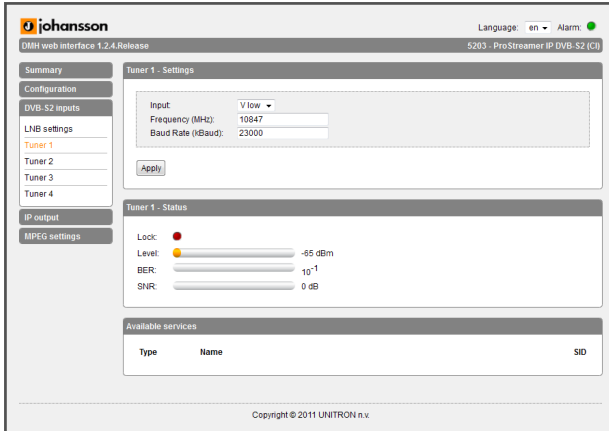 johansson
Language: en Alarm:
DMH web interface 1.2.4.Release 5203 - ProStreamer IP DVB-S2 (CI)
Summary
Configuration
DVB-S2 inputs
LNB settings
Tuner 1
Tuner 2
Tuner 3
Tuner 4
IP output
MPEG settings
Tuner 1 - Settings
Input: V low
Frequency (MHz): 10847
Baud Rate (kBaud): 23000
Apply
Tuner 1 - Status
Lock:
Level: -65 dBm
BER: 10-1
SNR: 0 dB
Available services
Type Name SID
Copyright © 2011 UNITRON n.v.